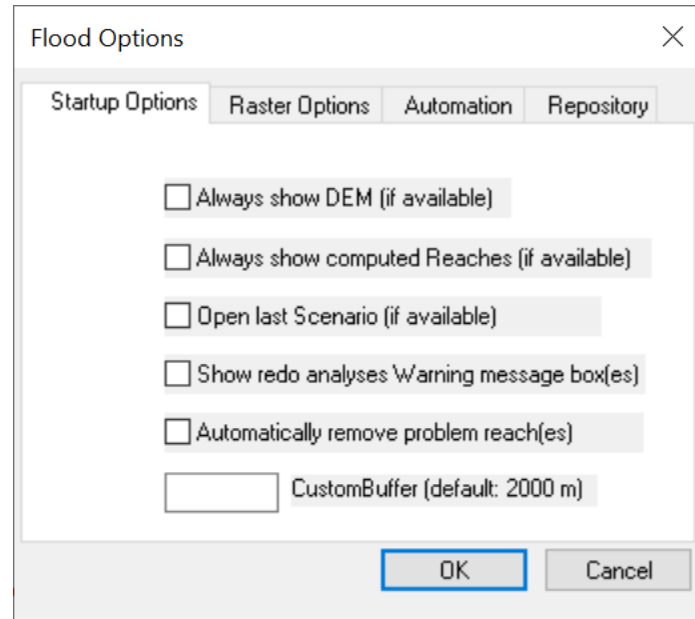 Flood Options
Startup Options Raster Options Automation Repository
Always show DEM (if available)
Always show computed Reaches (if available)
Open last Scenario (if available)
Show redo analyses Warning message box(es)
Automatically remove problem reach(es)
CustomBuffer (default: 2000 m)
OK Cancel